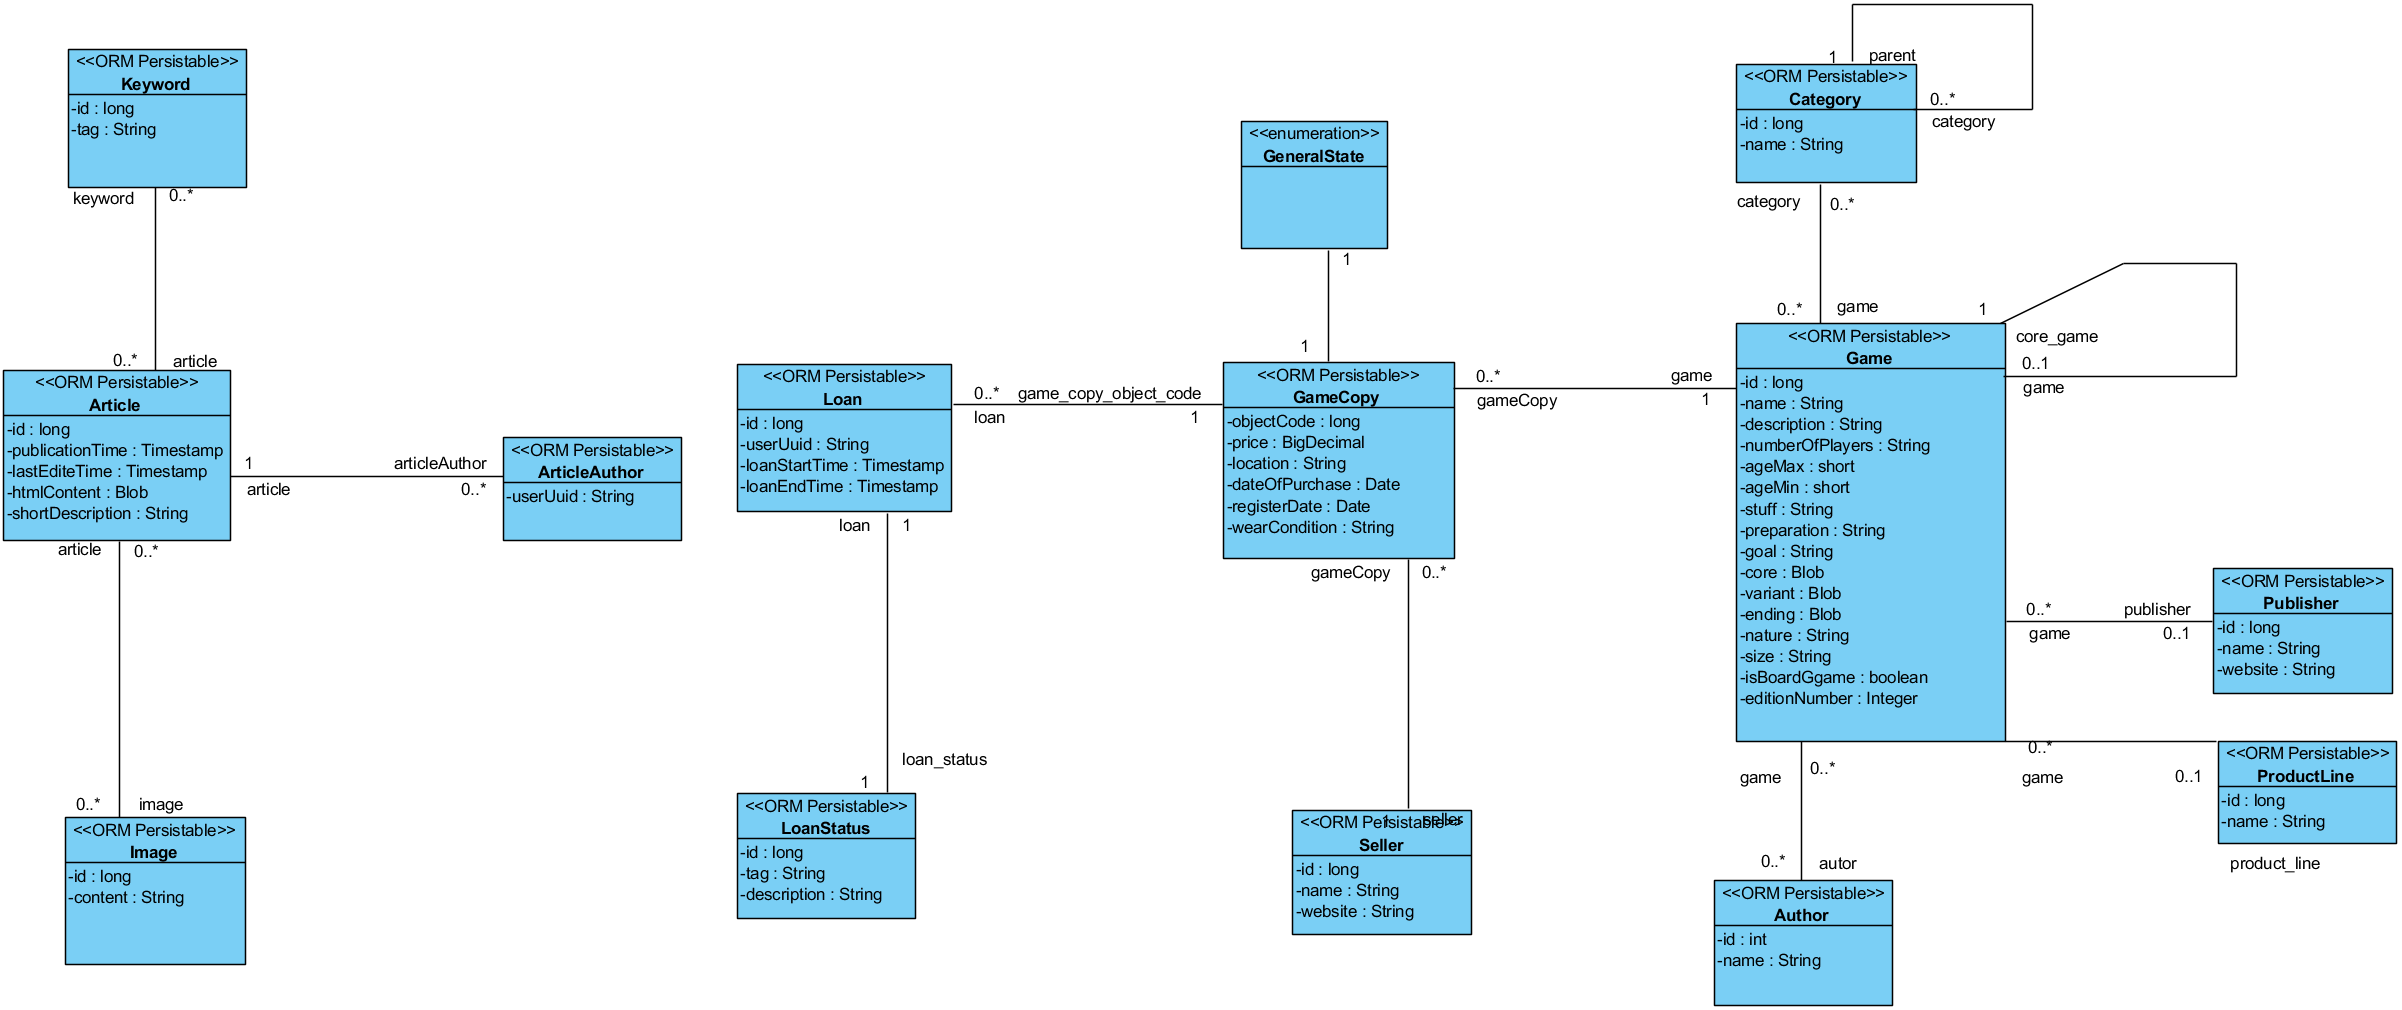 <<ORM Persistable>>
Keyword
-id : long
-tag : String
keyword
0..*
0..*
article
<<ORM Persistable>>
Article
-id : long
-publicationTime : Timestamp
-lastEditeTime : Timestamp
-htmlContent : Blob
-shortDescription : String
1
articleAuthor
article
0..*
<<ORM Persistable>>
ArticleAuthor
-userUuid : String
article
0..*
0..*
image
<<ORM Persistable>>
Image
-id : long
-content : String
<<ORM Persistable>>
Loan
-id : long
-userUuid : String
-loanStartTime : Timestamp
-loanEndTime : Timestamp
0..*
game_copy_object_code
loan
1
loan
1
loan_status
1
<<ORM Persistable>>
LoanStatus
-id : long
-tag : String
-description : String
<<enumeration>>
GeneralState
1
1
<<ORM Persistable>>
GameCopy
-objectCode : long
-price : BigDecimal
-location : String
-dateOfPurchase : Date
-registerDate : Date
-wearCondition : String
0..*
game
gameCopy
1
gameCopy
0..*
1
seller
<<ORM Persistable>>
Seller
-id : long
-name : String
-website : String
1
parent
<<ORM Persistable>>
Category
-id : long
-name : String
0..*
category
category
0..*
0..*
game
1
core_game
0..1
game
<<ORM Persistable>>
Game
-id : long
-name : String
-description : String
-numberOfPlayers : String
-ageMax : short
-ageMin : short
-stuff : String
-preparation : String
-goal : String
-core : Blob
-variant : Blob
-ending : Blob
-nature : String
-size : String
-isBoardGgame : boolean
-editionNumber : Integer
0..*
publisher
game
0..1
<<ORM Persistable>>
Publisher
-id : long
-name : String
-website : String
0..*
game
0..1
<<ORM Persistable>>
ProductLine
-id : long
-name : String
product_line
game
0..*
0..*
autor
<<ORM Persistable>>
Author
-id : int
-name : String